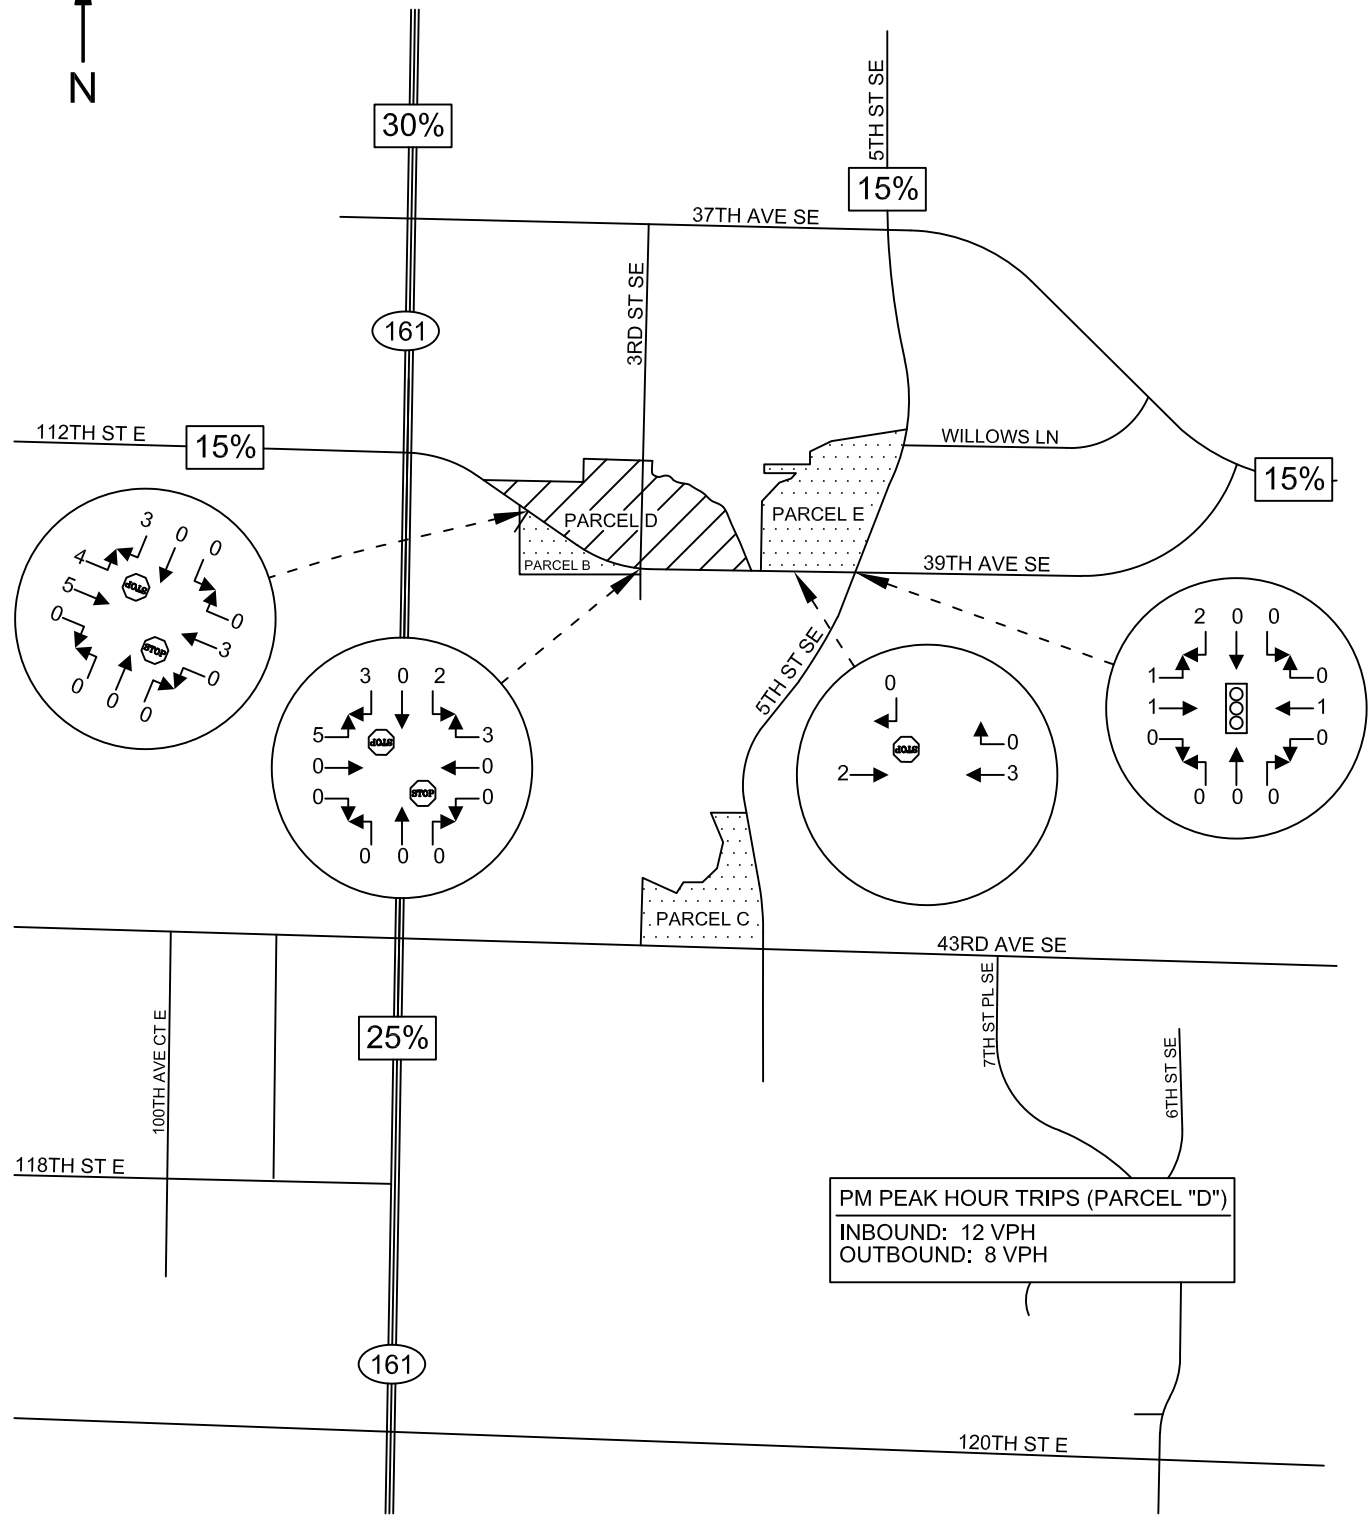 N
30%
5TH ST SE
15%
37TH AVE SE
3RD ST SE
161
112TH ST E
15%
WILLOWS LN
15%
PARCEL D
PARCEL E
PARCEL B
39TH AVE SE
3 0 0
4
5
0
STOP
STOP
0
3
0
0 0 0
5TH ST SE
3 0 2
5 3
STOP
0 0
STOP
0 0
0 0 0
0
STOP
0
2 3
2 0 0
1 0
1 1
0 0
0 0 0
PARCEL C
43RD AVE SE
7TH ST PL SE
6TH ST SE
25%
100TH AVE CT E
118TH ST E
PM PEAK HOUR TRIPS (PARCEL "D")
INBOUND: 12 VPH
OUTBOUND: 8 VPH
161
120TH ST E